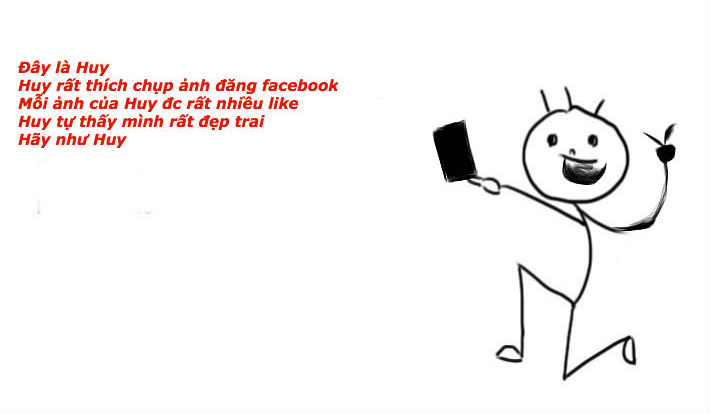 Đây là Huy
Huy rất thích chụp ảnh đăng facebook
Mỗi ảnh của Huy đc rất nhiều like
Huy tự thấy mình rất đẹp trai
Hãy như Huy